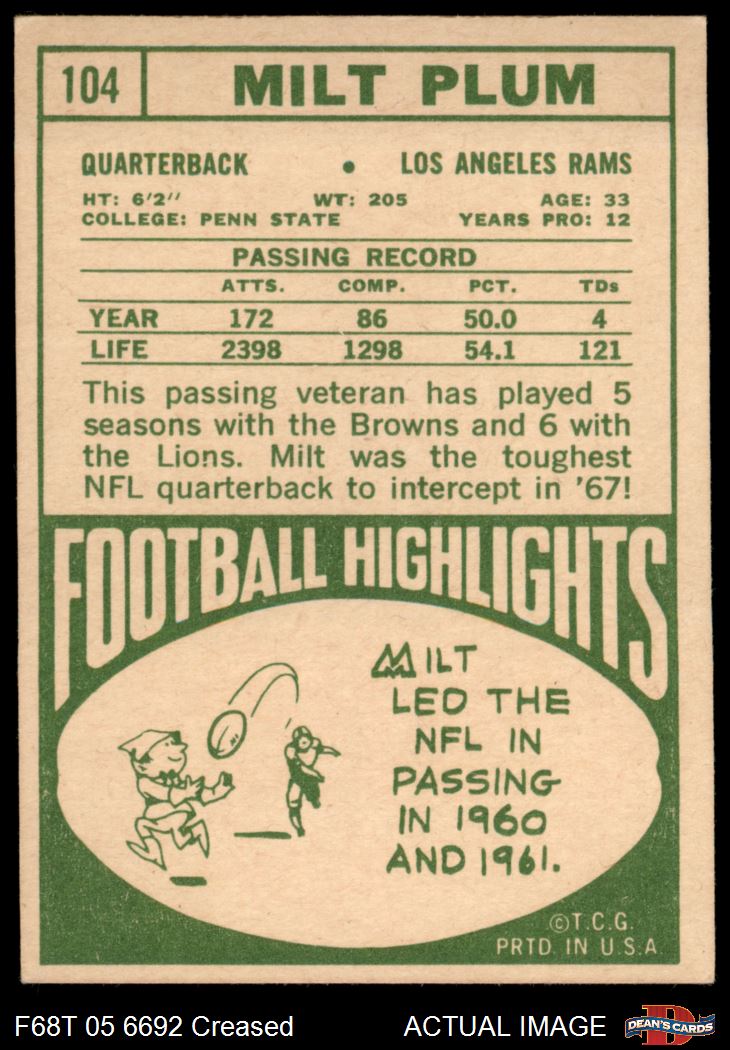 104 MILT PLUM
QUARTERBACK • LOS ANGELES RAMS
HT: 6'2" WT: 205 AGE: 33
COLLEGE: PENN STATE YEARS PRO: 12
PASSING RECORD
ATTS. COMP. PCT. TDs
YEAR 172 86 50.0 4
LIFE 2398 1298 54.1 121
This passing veteran has played 5
seasons with the Browns and 6 with
the Lions. Milt was the toughest
NFL quarterback to intercept in '67!
FOOTBALL HIGHLIGHTS
MILT
LED THE
NFL IN
PASSING
IN 1960
AND 1961.
©T.C.G.
PRTD. IN U.S.A.
F68T 05 6692 Creased ACTUAL IMAGE
D
DEAN'S CARDS